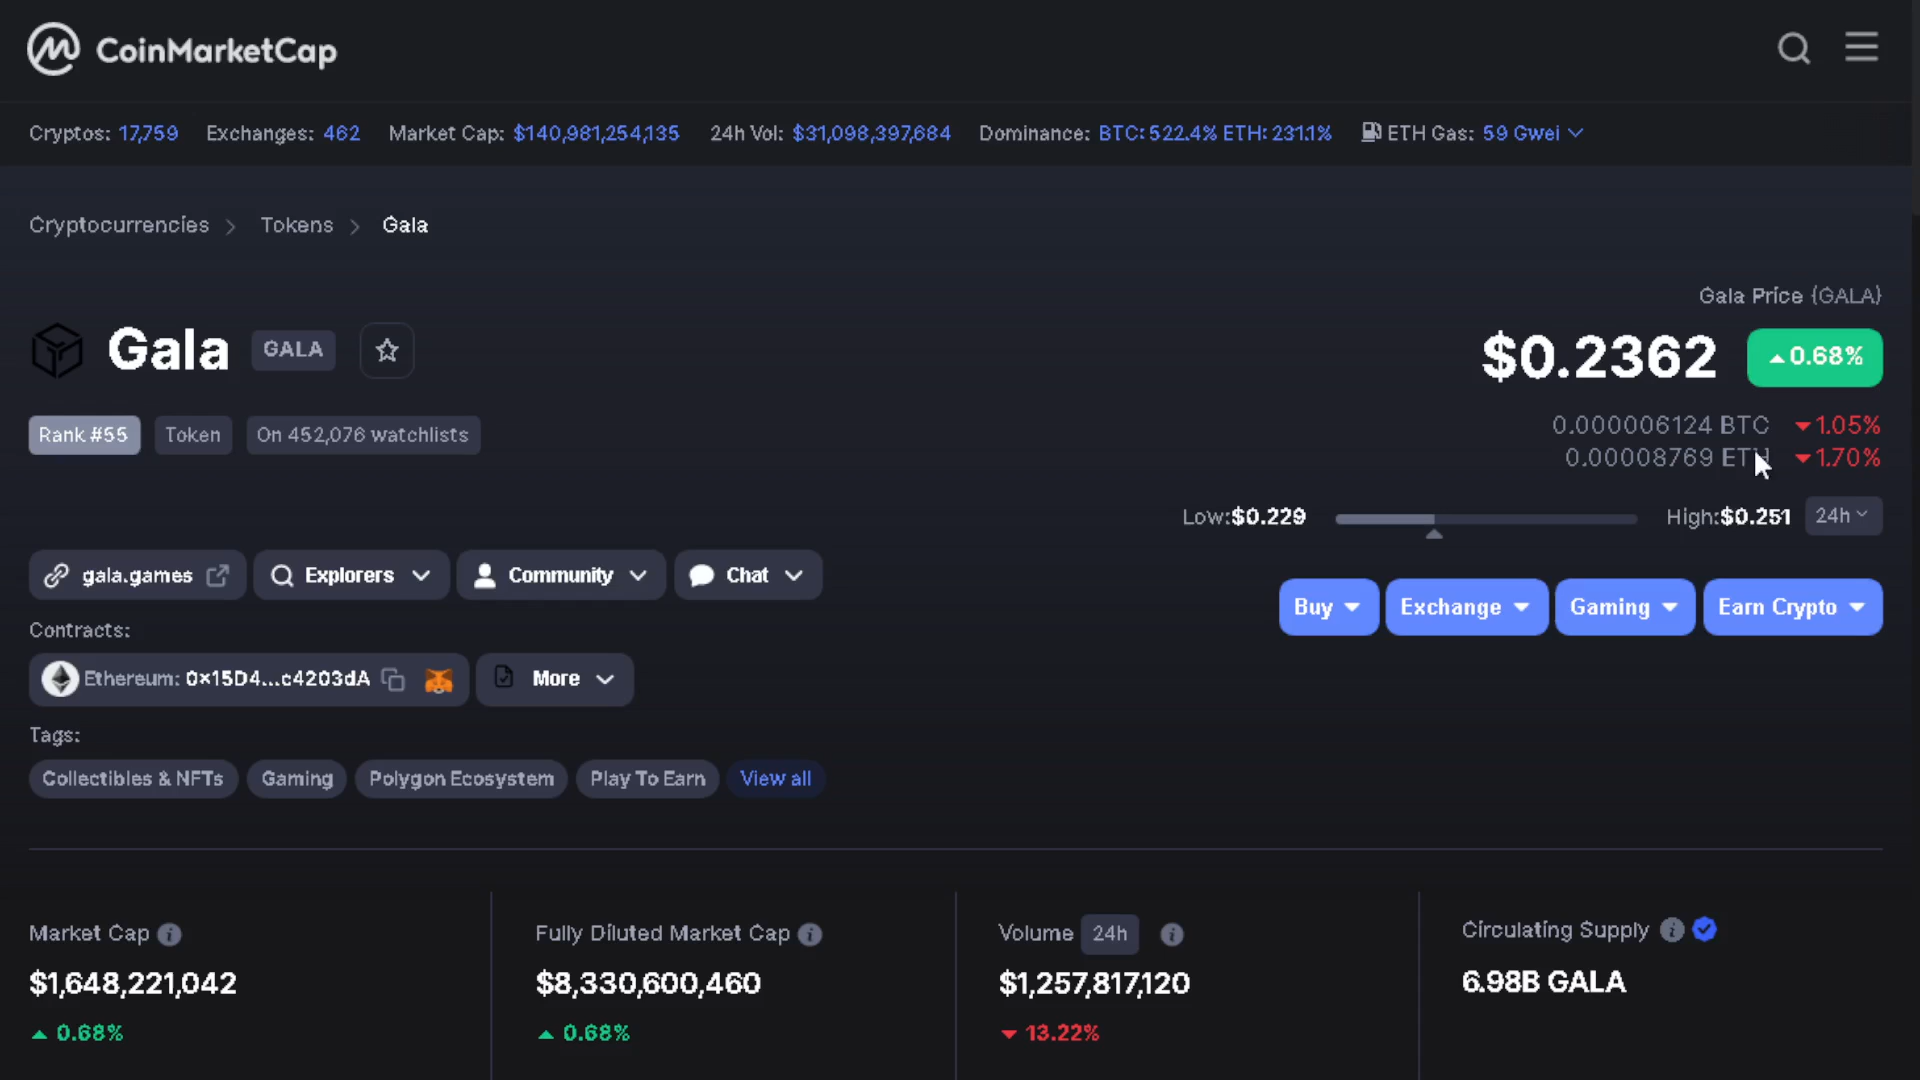 CoinMarketCap
Cryptos: 17,759 Exchanges: 462 Market Cap: $140,981,254,135 24h Vol: $31,098,397,684 Dominance: BTC: 522.4% ETH: 231.1% ETH Gas: 59 Gwei
Cryptocurrencies > Tokens > Gala
Gala Price (GALA)
Gala GALA
$0.2362 0.68%
Rank #55 Token On 452,076 watchlists
0.000006124 BTC 1.05%
0.00008769 ETH 1.70%
Low:$0.229 High:$0.251 24h
gala.games Explorers Community Chat
Buy Exchange Gaming Earn Crypto
Contracts:
Ethereum: 0x15D4...c4203dA More
Tags:
Collectibles & NFTs Gaming Polygon Ecosystem Play To Earn View all
Market Cap Fully Diluted Market Cap Volume 24h Circulating Supply
$1,648,221,042 $8,330,600,460 $1,257,817,120 6.98B GALA
0.68% 0.68% 13.22%